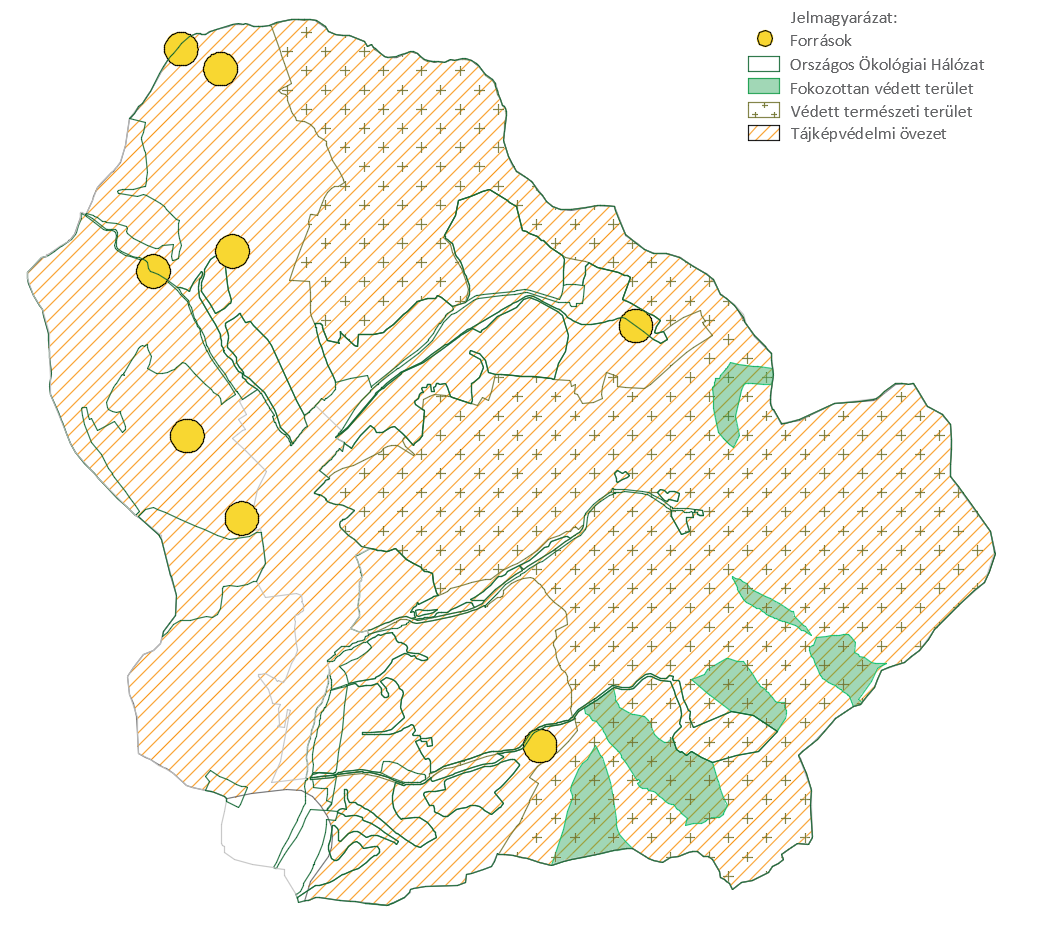 Jelmagyarázat:
Források
Országos Ökológiai Hálózat
Fokozottan védett terület
Védett természeti terület
Tájképvédelmi övezet